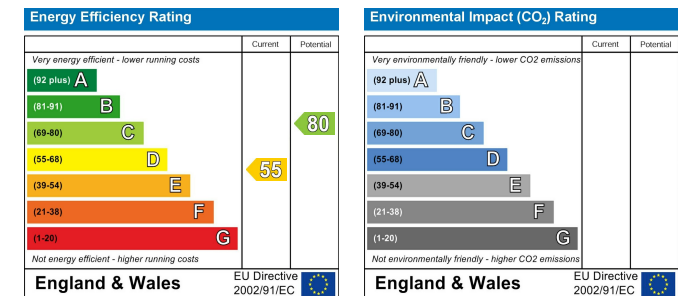 Energy Efficiency Rating
Current Potential
Very energy efficient - lower running costs
(92 plus) A
(81-91) B
(69-80) C
80
(55-68) D
55
(39-54) E
(21-38) F
(1-20) G
Not energy efficient - higher running costs
England & Wales
EU Directive
2002/91/EC
Environmental Impact (CO₂) Rating
Current Potential
Very environmentally friendly - lower CO2 emissions
(92 plus) A
(81-91) B
(69-80) C
(55-68) D
(39-54) E
(21-38) F
(1-20) G
Not environmentally friendly - higher CO2 emissions
England & Wales
EU Directive
2002/91/EC